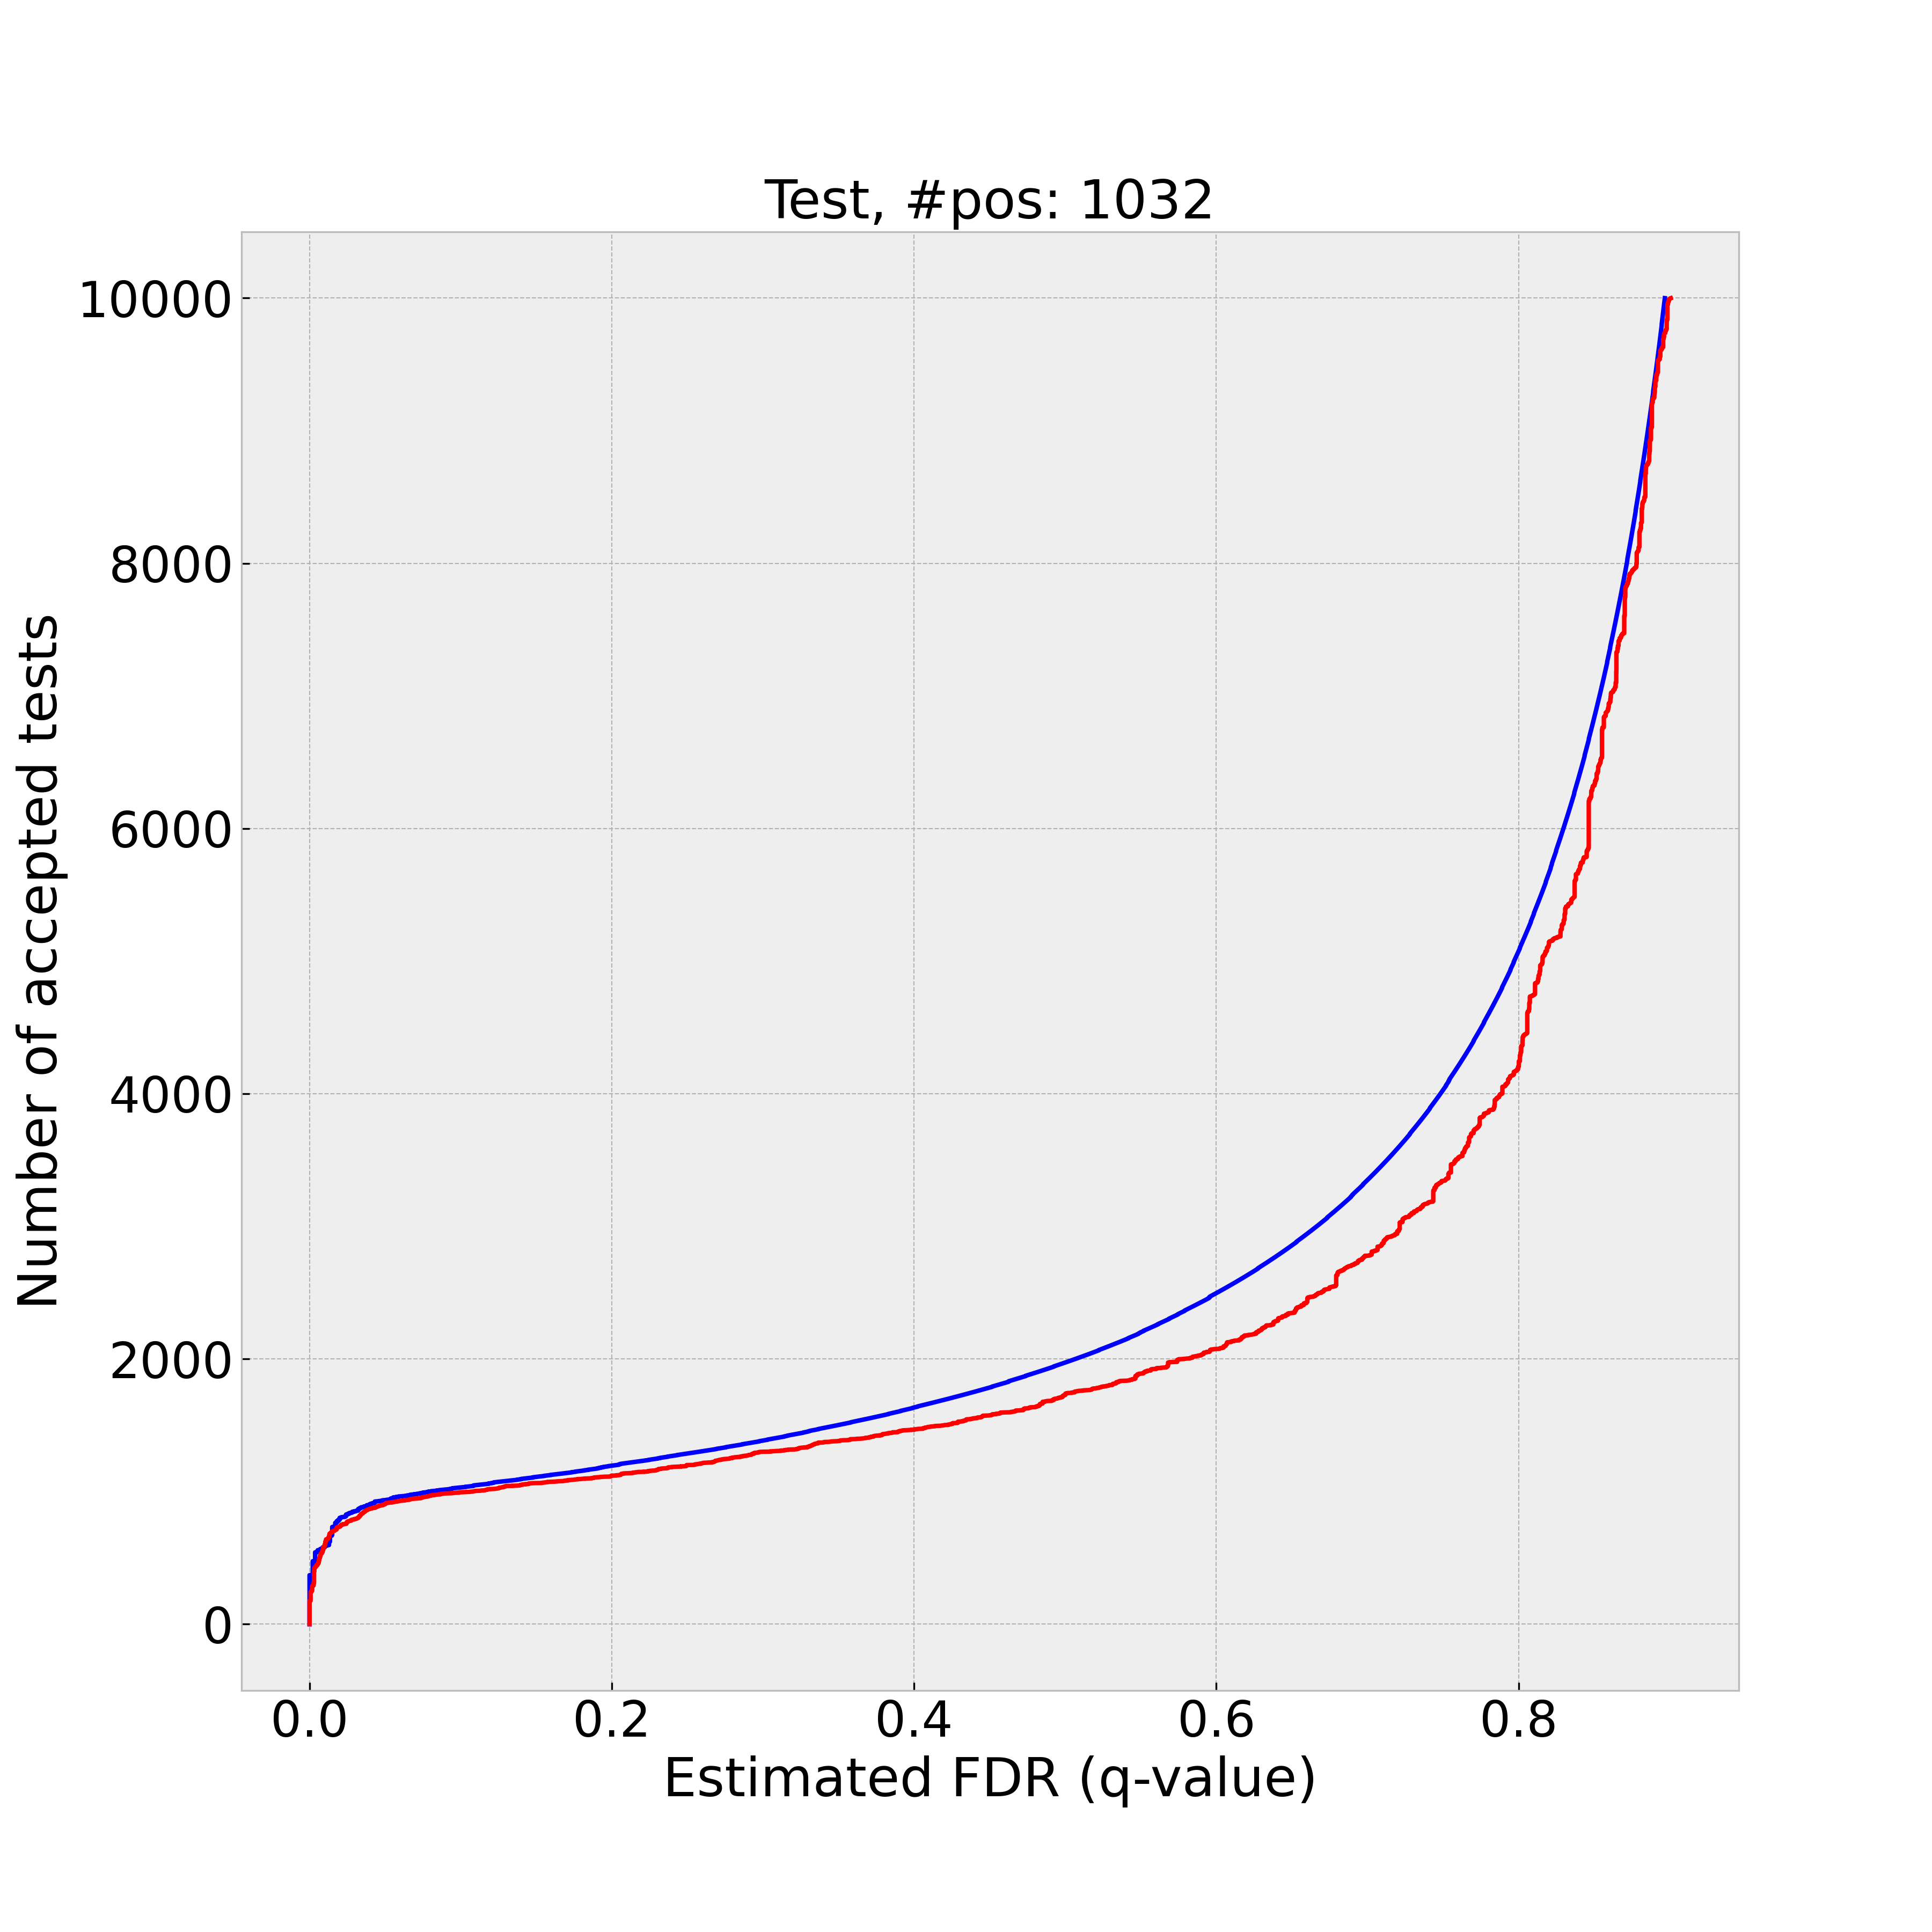 Test, #pos: 1032
10000
8000
6000
4000
2000
0
Number of accepted tests
0.0 0.2 0.4 0.6 0.8
Estimated FDR (q-value)